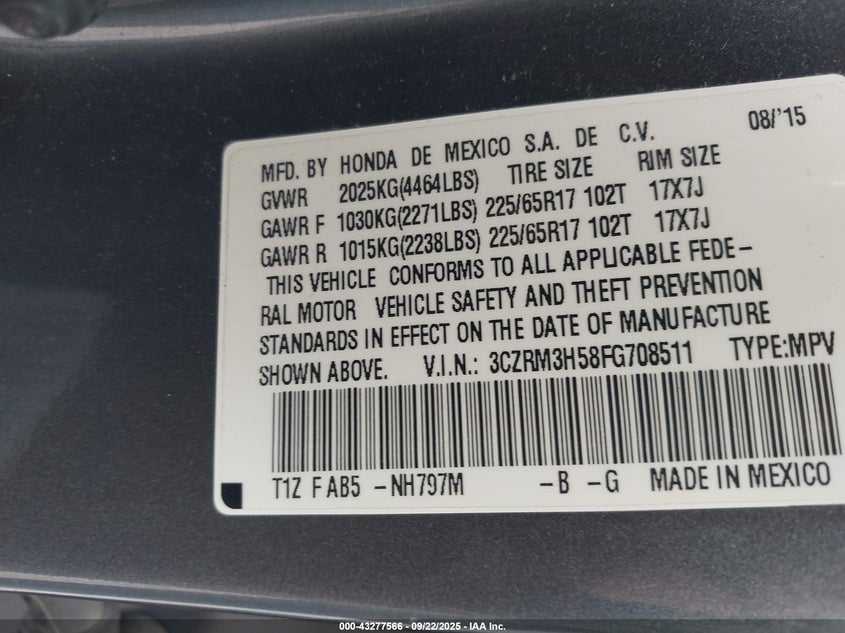 08/'15
MFD. BY HONDA DE MEXICO S.A. DE C.V.
GVWR 2025KG(4464LBS) TIRE SIZE RIM SIZE
GAWR F 1030KG(2271LBS) 225/65R17 102T 17X7J
GAWR R 1015KG(2238LBS) 225/65R17 102T 17X7J
THIS VEHICLE CONFORMS TO ALL APPLICABLE FEDE-
RAL MOTOR VEHICLE SAFETY AND THEFT PREVENTION
STANDARDS IN EFFECT ON THE DATE OF MANUFACTURE
SHOWN ABOVE. V.I.N.: 3CZRM3H58FG708511 TYPE:MPV
T1Z FAB5 -NH797M -B -G MADE IN MEXICO
000-43277566 - 09/22/2025 - IAA Inc.